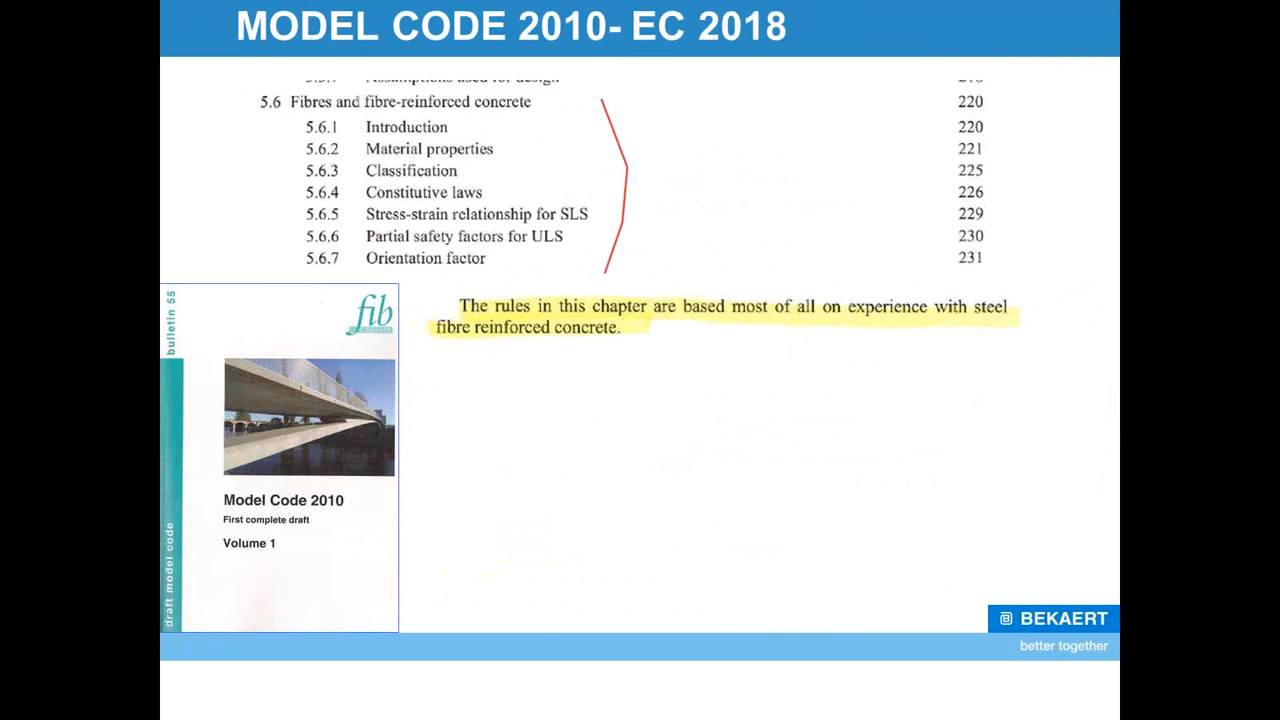 MODEL CODE 2010- EC 2018
Assumptions used for design
5.6 Fibres and fibre-reinforced concrete 220
5.6.1 Introduction 220
5.6.2 Material properties 221
5.6.3 Classification 225
5.6.4 Constitutive laws 226
5.6.5 Stress-strain relationship for SLS 229
5.6.6 Partial safety factors for ULS 230
5.6.7 Orientation factor 231
The rules in this chapter are based most of all on experience with steel
fibre reinforced concrete.
bulletin 55
fib
draft model code
Model Code 2010
First complete draft
Volume 1
BEKAERT
better together